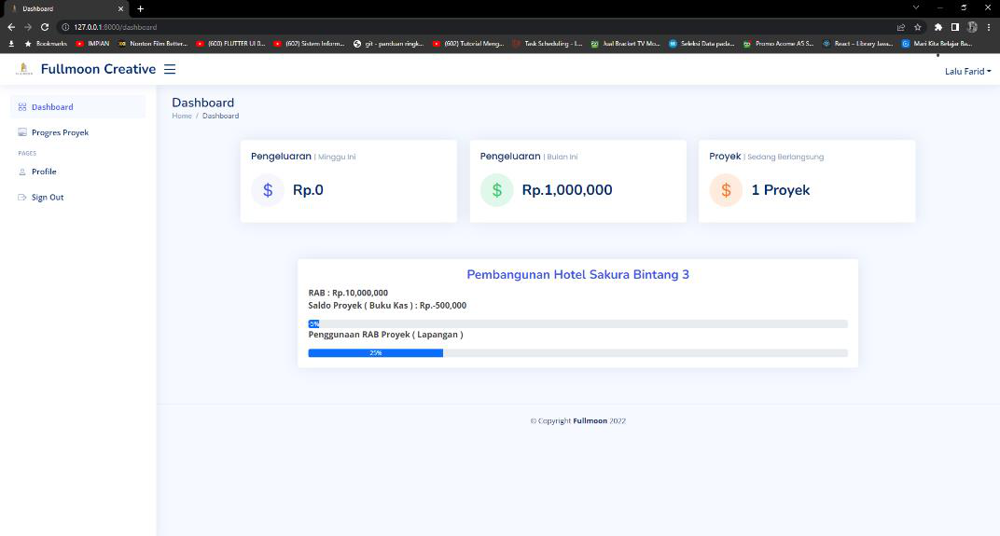 Dashboard
127.0.0.1:8000/dashboard
Bookmarks
IMPIAN
Nonton Film Better...
(600) FLUTTER UI 0...
(602) Sistem Inform...
git - panduan ringk...
(602) Tutorial Meng...
Task Scheduling - L...
Jual Bracket TV Mo...
Seleksi Data pada...
Promo Acome A5 S...
React – Library Java...
Mari Kita Belajar Ba...
Fullmoon Creative
Lalu Farid
Dashboard
Progres Proyek
PAGES
Profile
Sign Out
Dashboard
Home / Dashboard
Pengeluaran | Minggu Ini
$ Rp.0
Pengeluaran | Bulan Ini
$ Rp.1,000,000
Proyek | Sedang Berlangsung
$ 1 Proyek
Pembangunan Hotel Sakura Bintang 3
RAB : Rp.10,000,000
Saldo Proyek ( Buku Kas ) : Rp.-500,000
Penggunaan RAB Proyek ( Lapangan )
25%
© Copyright Fullmoon 2022